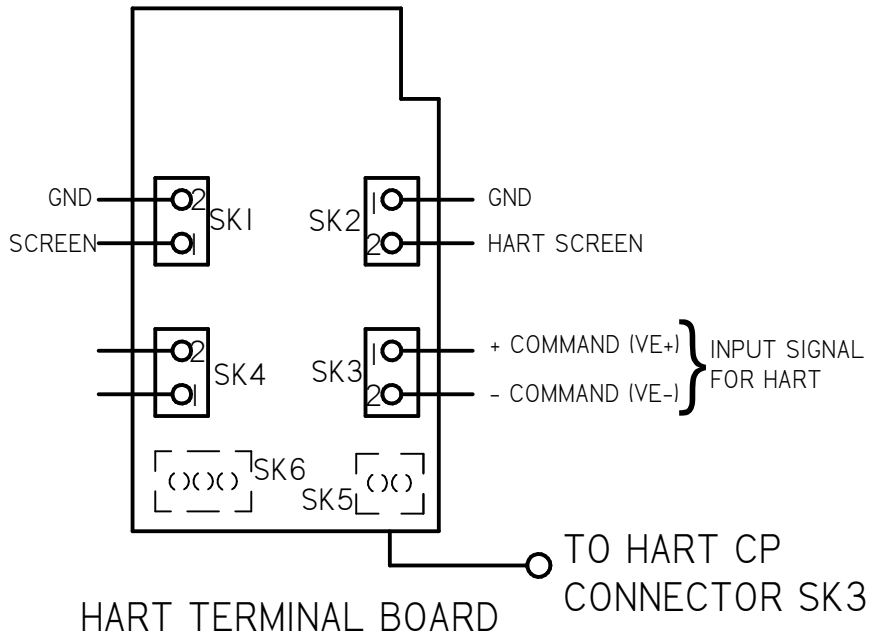 GND
2
SK1
SCREEN
1
1
GND
SK2
2
HART SCREEN
2
SK4
1
1
+ COMMAND (VE+)
SK3
2
- COMMAND (VE-)
INPUT SIGNAL
FOR HART
SK6
SK5
TO HART CP
CONNECTOR SK3
HART TERMINAL BOARD